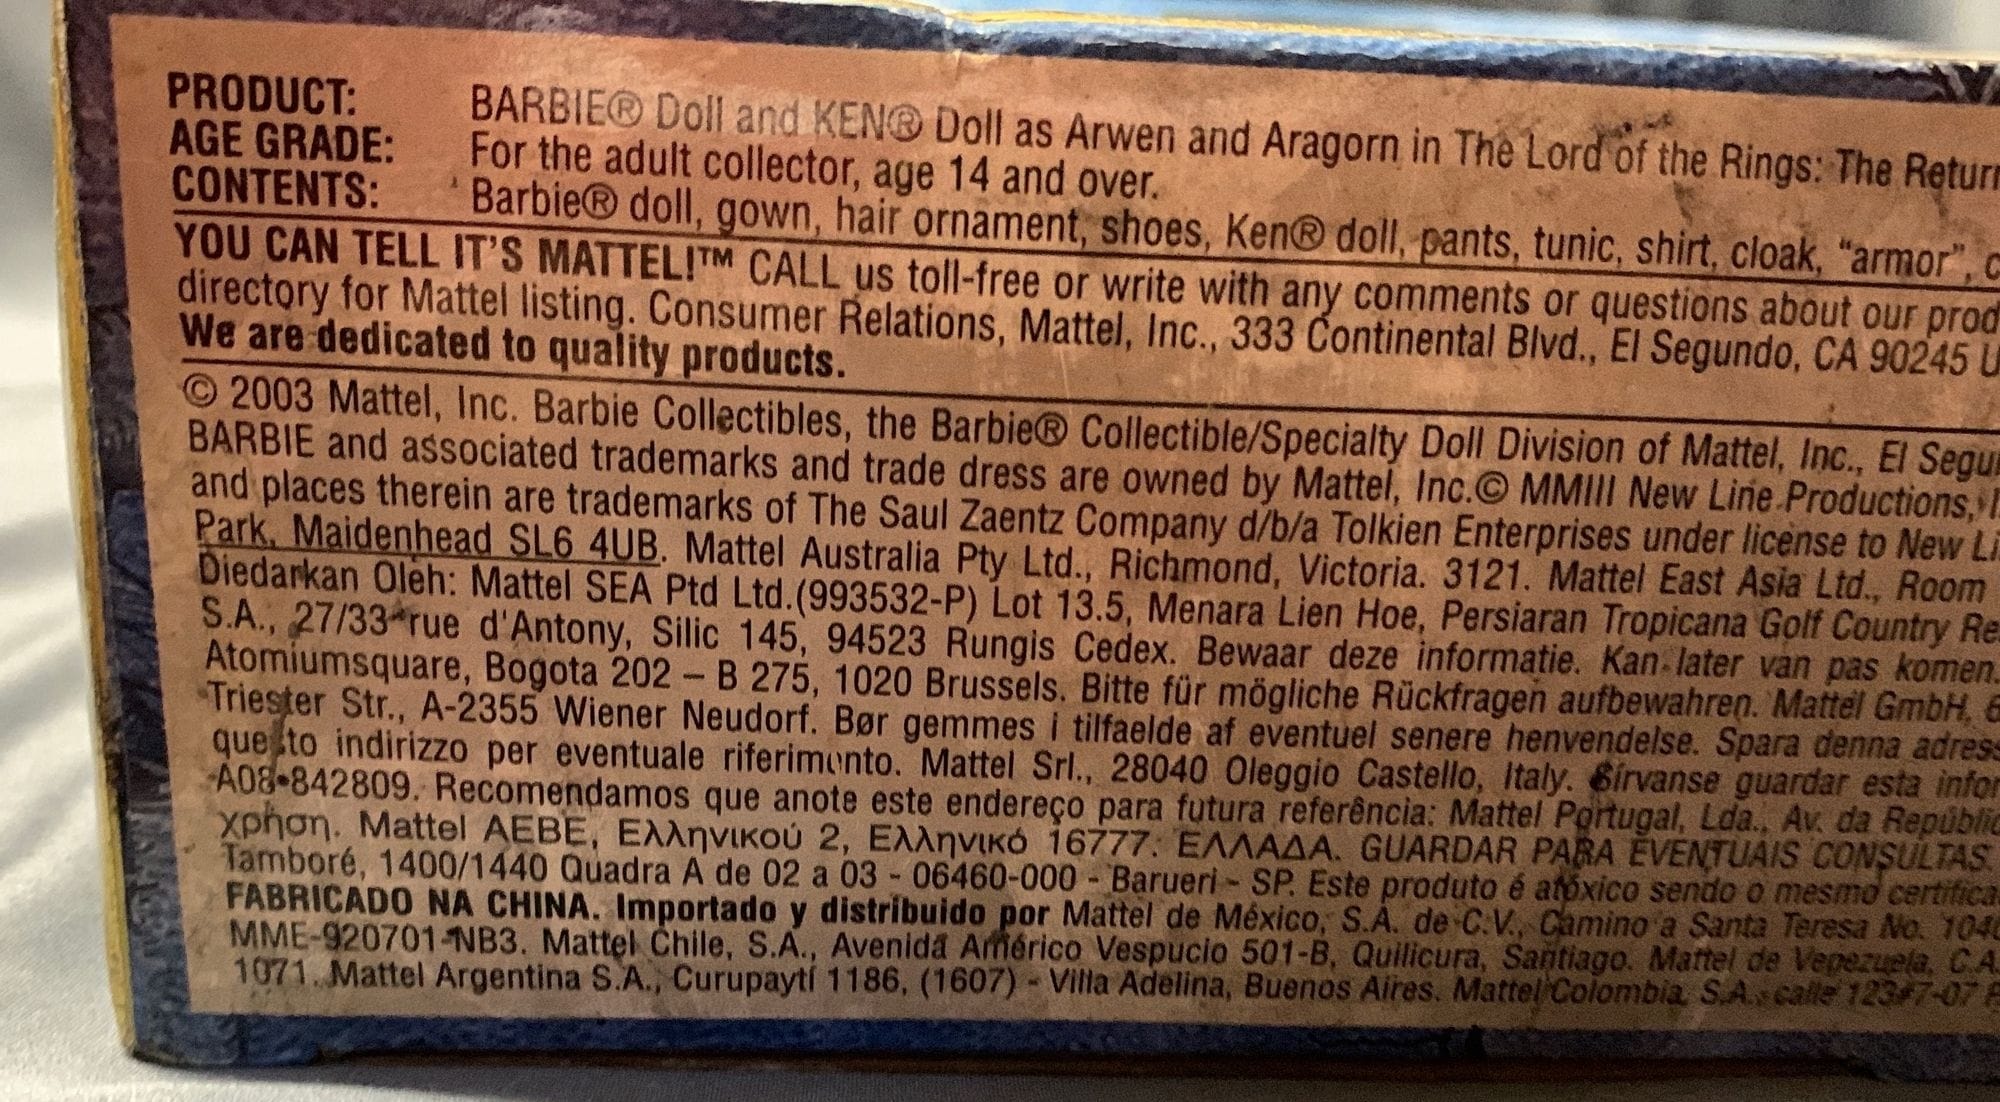 PRODUCT: BARBIE® Doll and KEN® Doll as Arwen and Aragorn in The Lord of the Rings: The Return
AGE GRADE: For the adult collector, age 14 and over.
CONTENTS: Barbie® doll, gown, hair ornament, shoes, Ken® doll, pants, tunic, shirt, cloak, “armor”, c
YOU CAN TELL IT’S MATTEL!™ CALL us toll-free or write with any comments or questions about our prod
directory for Mattel listing. Consumer Relations, Mattel, Inc., 333 Continental Blvd., El Segundo, CA 90245 U
We are dedicated to quality products.
© 2003 Mattel, Inc. Barbie Collectibles, the Barbie® Collectible/Specialty Doll Division of Mattel, Inc., El Segu
BARBIE and associated trademarks and trade dress are owned by Mattel, Inc.© MMIII New Line Productions, I
and places therein are trademarks of The Saul Zaentz Company d/b/a Tolkien Enterprises under license to New Li
Park, Maidenhead SL6 4UB. Mattel Australia Pty Ltd., Richmond, Victoria. 3121. Mattel East Asia Ltd., Room
Diedarkan Oleh: Mattel SEA Ptd Ltd.(993532-P) Lot 13.5, Menara Lien Hoe, Persiaran Tropicana Golf Country Re
S.A., 27/33 rue d'Antony, Silic 145, 94523 Rungis Cedex. Bewaar deze informatie. Kan later van pas komen.
Atomiumsquare, Bogota 202 – B 275, 1020 Brussels. Bitte für mögliche Rückfragen aufbewahren. Mattel GmbH, 6
Triester Str., A-2355 Wiener Neudorf. Bør gemmes i tilfaelde af eventuel senere henvendelse. Spara denna adress
questo indirizzo per eventuale riferimento. Mattel Srl., 28040 Oleggio Castello, Italy. Sírvanse guardar esta infor
A08-842809. Recomendamos que anote este endereço para futura referência: Mattel Portugal, Lda., Av. da Repúblic
χρήση. Mattel AEBE, Ελληνικού 2, Ελληνικό 16777. ΕΛΛΑΔΑ. GUARDAR PARA EVENTUAIS CONSULTAS.
Tamboré, 1400/1440 Quadra A de 02 a 03 - 06460-000 - Barueri - SP. Este produto é atóxico sendo o mesmo certifica
FABRICADO NA CHINA. Importado y distribuido por Mattel de México, S.A. de C.V., Camino a Santa Teresa No. 1040
MME-920701-NB3. Mattel Chile, S.A., Avenida Américo Vespucio 501-B, Quilicura, Santiago. Mattel de Venezuela, C.A.
1071. Mattel Argentina S.A., Curupaytí 1186, (1607) - Villa Adelina, Buenos Aires. Mattel Colombia, S.A., calle 123#7-07 P